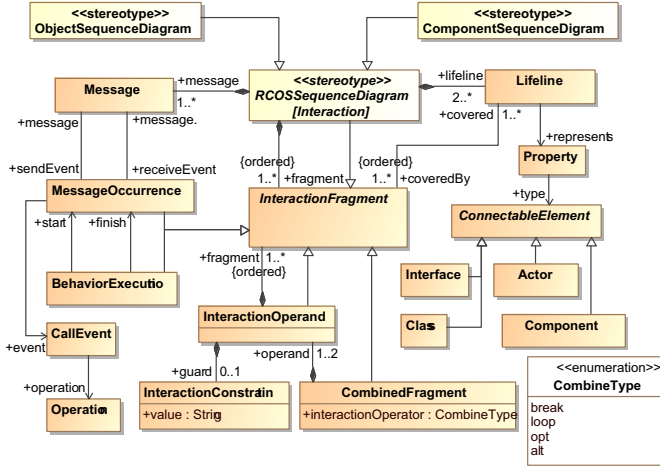 <<stereotype>>
ObjectSequenceDiagram
<<stereotype>>
ComponentSequenceDigram
<<stereotype>>
RCOSSequenceDiagram
[Interaction]
Message
+message
1..*
+lifeline
2..*
Lifeline
+message
+message.
+covered
1..*
+sendEvent
+receiveEvent
{ordered}
1..*
+fragment
{ordered}
1..*
+coveredBy
+represents
Property
+type
MessageOccurrence
+start
+finish
InteractionFragment
ConnectableElement
+fragment
1..*
{ordered}
BehaviorExecutio
Interface
Actor
InteractionOperand
Class
Component
CallEvent
+event
+guard
0..1
+operand
1..2
+operation
Operation
InteractionConstrain
+value : String
CombinedFragment
+interactionOperator : CombineType
<<enumeration>>
CombineType
break
loop
opt
alt